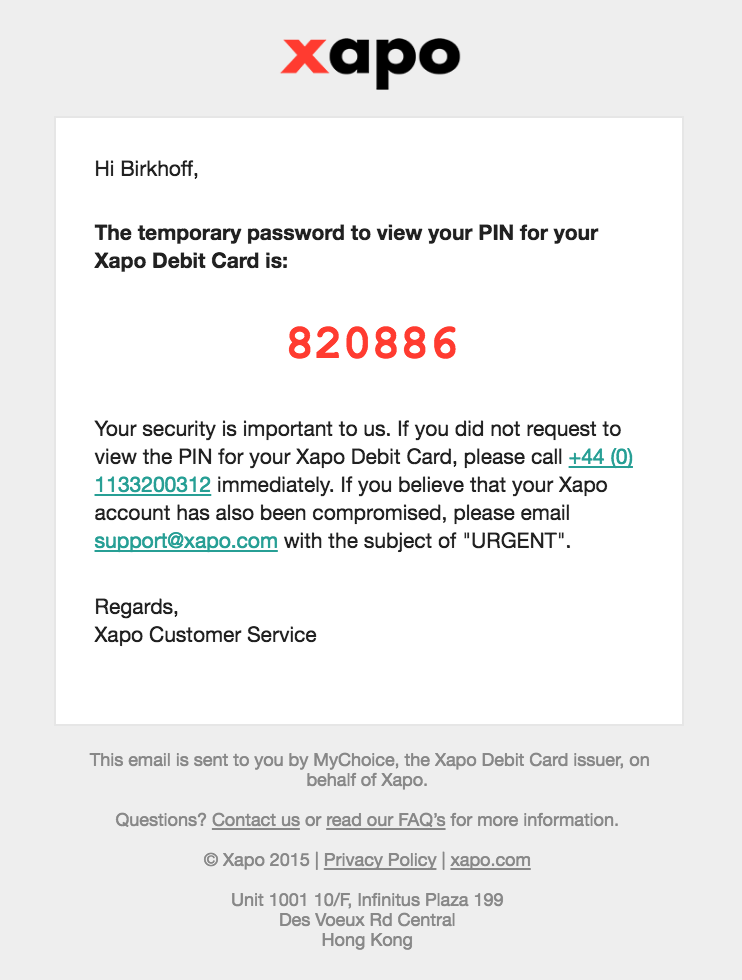 xapo
Hi Birkhoff,
The temporary password to view your PIN for your
Xapo Debit Card is:
820886
Your security is important to us. If you did not request to
view the PIN for your Xapo Debit Card, please call +44 (0)
1133200312 immediately. If you believe that your Xapo
account has also been compromised, please email
support@xapo.com with the subject of "URGENT".
Regards,
Xapo Customer Service
This email is sent to you by MyChoice, the Xapo Debit Card issuer, on
behalf of Xapo.
Questions? Contact us or read our FAQ's for more information.
© Xapo 2015 | Privacy Policy | xapo.com
Unit 1001 10/F, Infinitus Plaza 199
Des Voeux Rd Central
Hong Kong